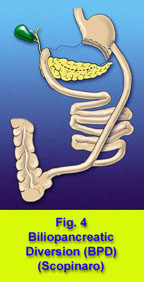 Fig. 4
Biliopancreatic
Diversion (BPD)
(Scopinaro)